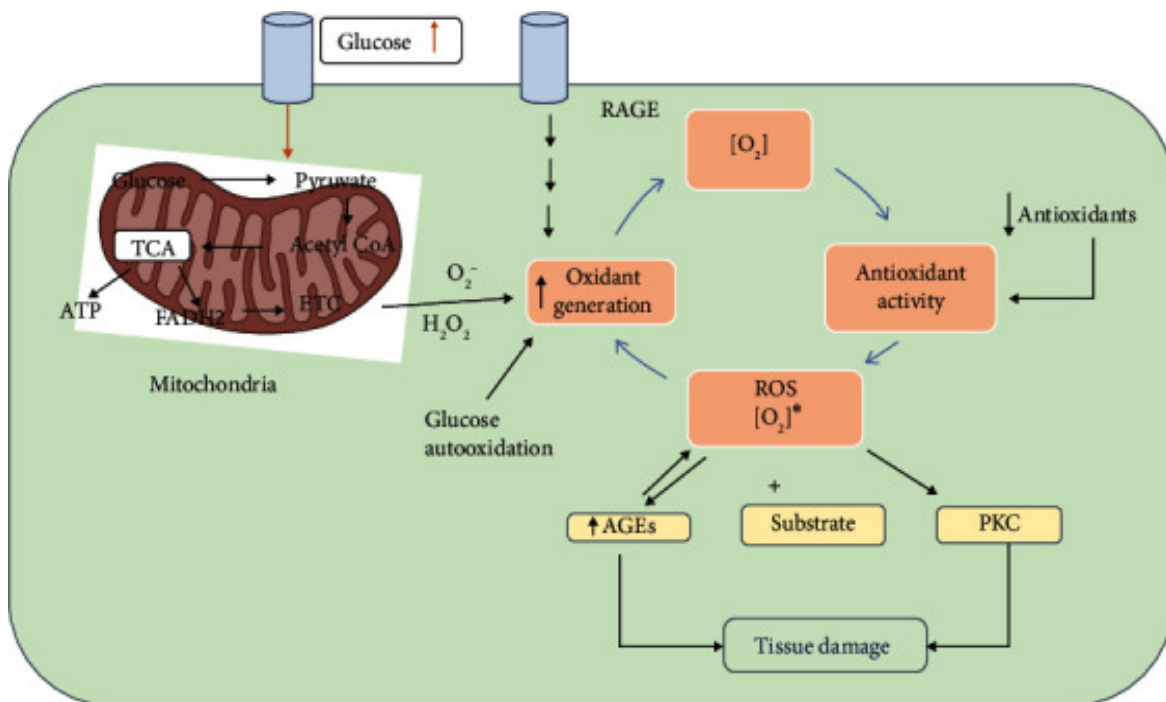 Glucose
RAGE
[O₂]
Glucose
Pyruvate
Antioxidants
TCA
Acetyl CoA
O₂⁻
Oxidant
generation
Antioxidant
activity
ATP
FADH2
ETC
H₂O₂
Mitochondria
ROS
[O₂]*
Glucose
autooxidation
+
AGEs
Substrate
PKC
Tissue damage